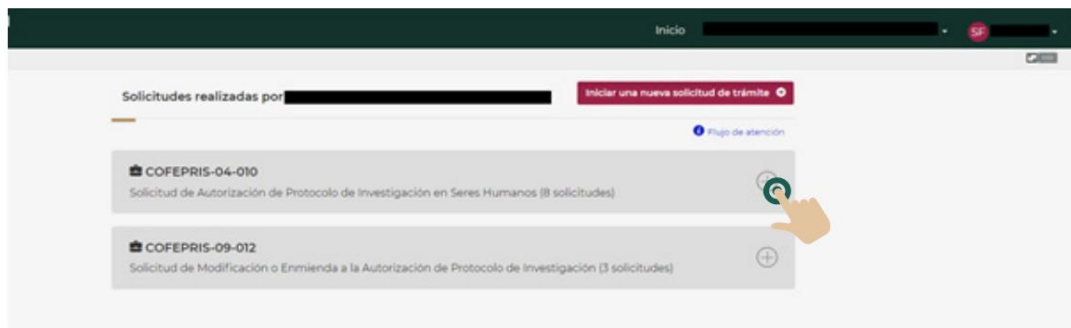 Inicio
SF
Solicitudes realizadas por
Iniciar una nueva solicitud de trámite
Flujo de atención
COFEPRIS-04-010
Solicitud de Autorización de Protocolo de Investigación en Seres Humanos (8 solicitudes)
COFEPRIS-09-012
Solicitud de Modificación o Enmienda a la Autorización de Protocolo de Investigación (3 solicitudes)